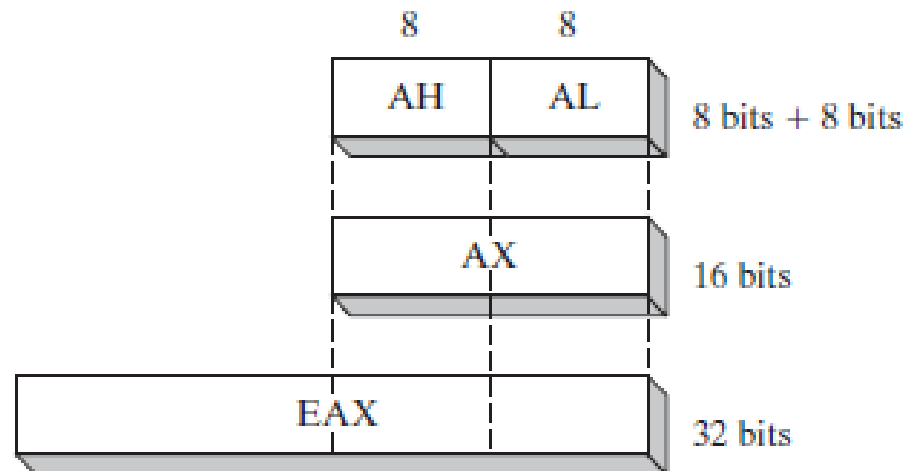 8 8
AH AL 8 bits + 8 bits
AX 16 bits
EAX 32 bits